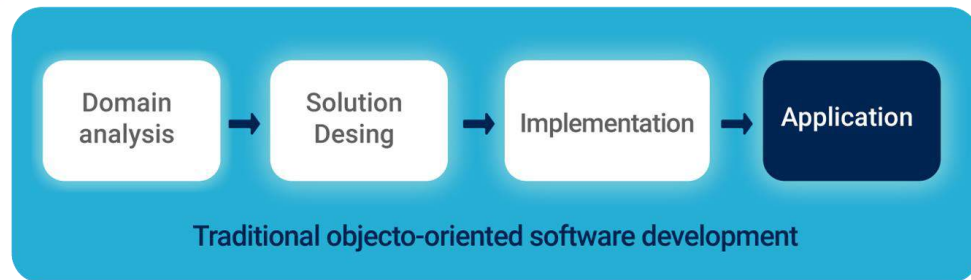 Domain
analysis
Solution
Desing
Implementation
Application
Traditional objecto-oriented software development